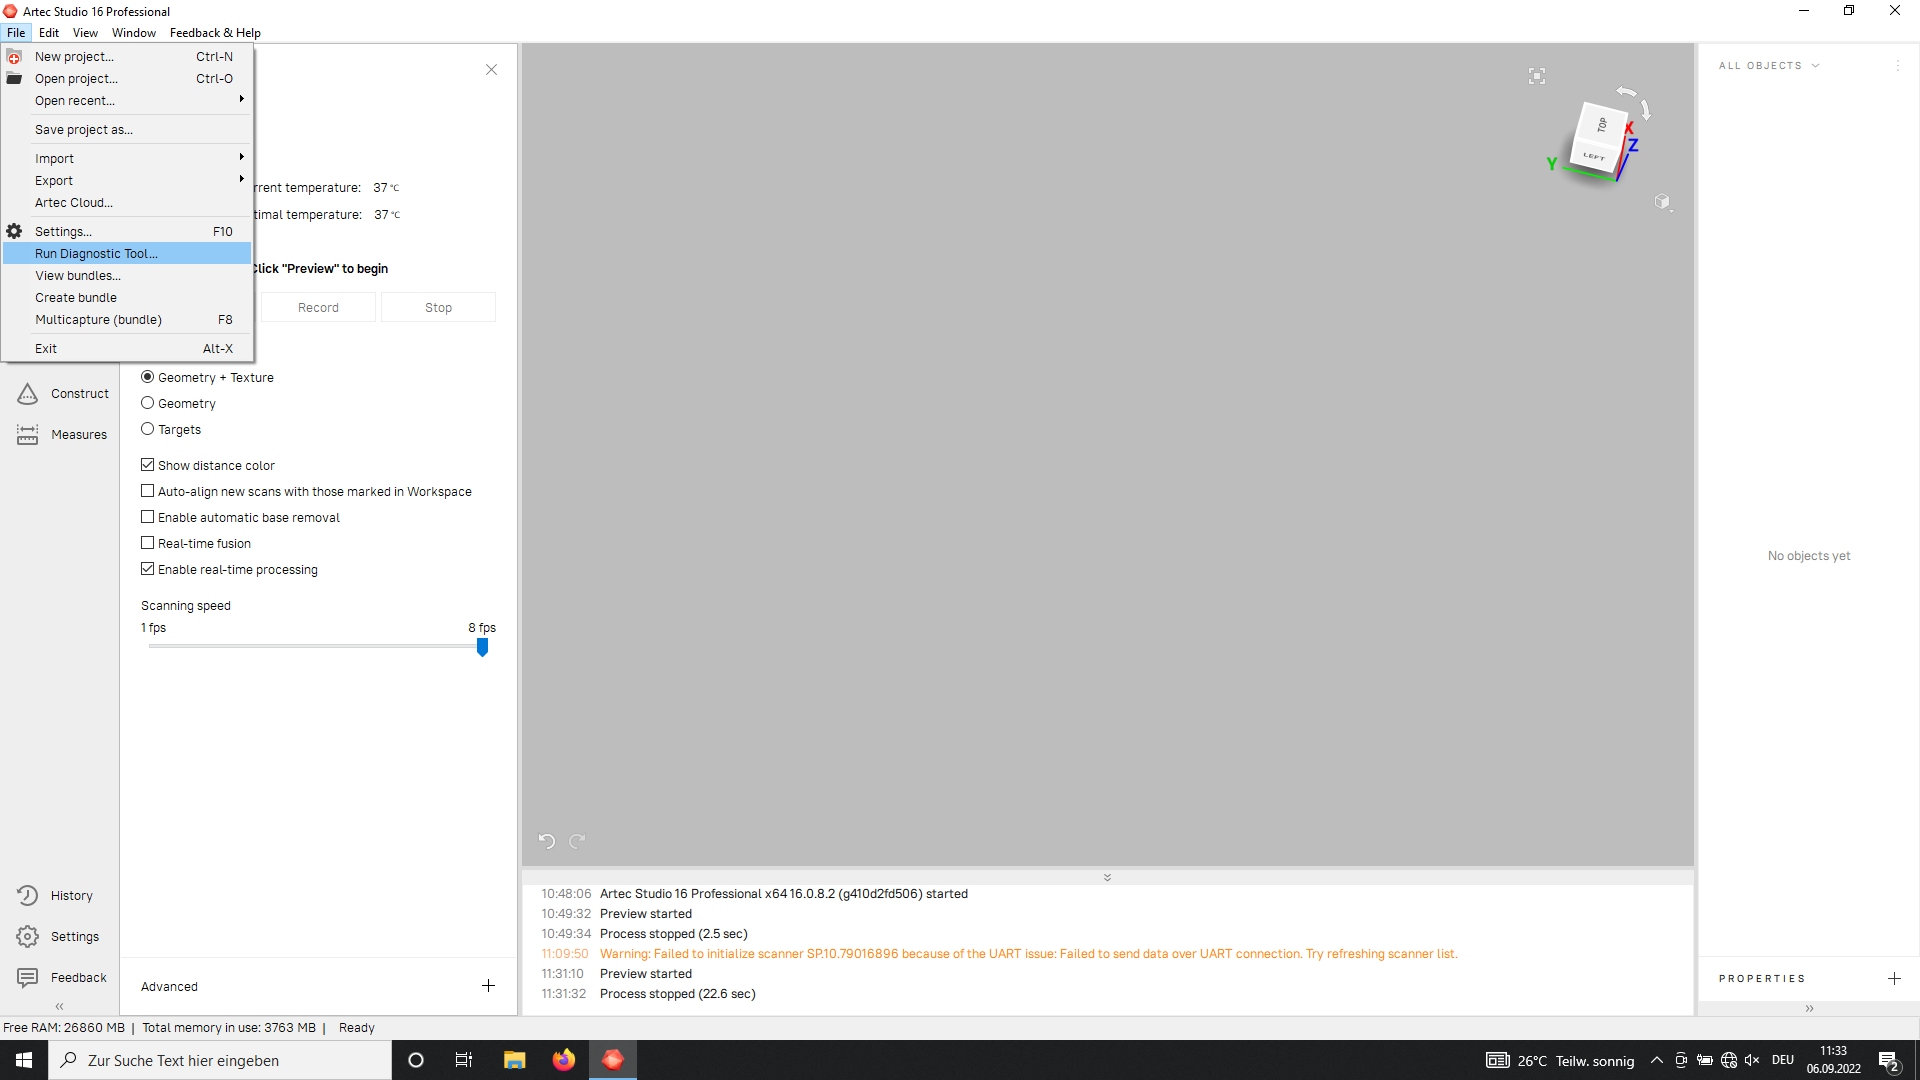 Artec Studio 16 Professional
File Edit View Window Feedback & Help
New project... Ctrl-N
Open project... Ctrl-O
Open recent...
Save project as...
Import
Export
Artec Cloud...
Settings... F10
Run Diagnostic Tool...
View bundles...
Create bundle
Multicapture (bundle) F8
Exit Alt-X
Construct
Measures
History
Settings
Feedback
rrent temperature: 37 °C
timal temperature: 37 °C
Click "Preview" to begin
Record Stop
Geometry + Texture
Geometry
Targets
Show distance color
Auto-align new scans with those marked in Workspace
Enable automatic base removal
Real-time fusion
Enable real-time processing
Scanning speed
1 fps 8 fps
Advanced
TOP
LEFT
X
Z
Y
10:48:06 Artec Studio 16 Professional x64 16.0.8.2 (g410d2fd506) started
10:49:32 Preview started
10:49:34 Process stopped (2.5 sec)
11:09:50 Warning: Failed to initialize scanner SP.10.79016896 because of the UART issue: Failed to send data over UART connection. Try refreshing scanner list.
11:31:10 Preview started
11:31:32 Process stopped (22.6 sec)
ALL OBJECTS
No objects yet
PROPERTIES
Free RAM: 26860 MB | Total memory in use: 3763 MB | Ready
Zur Suche Text hier eingeben
26°C Teilw. sonnig
DEU
11:33
06.09.2022
2